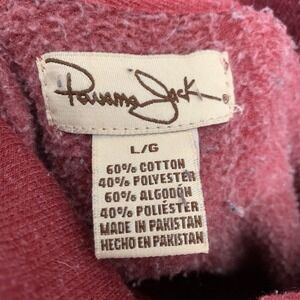 Panama Jack®
L/G
60% COTTON
40% POLYESTER
60% ALGODÓN
40% POLIÉSTER
MADE IN PAKISTAN
HECHO EN PAKISTAN